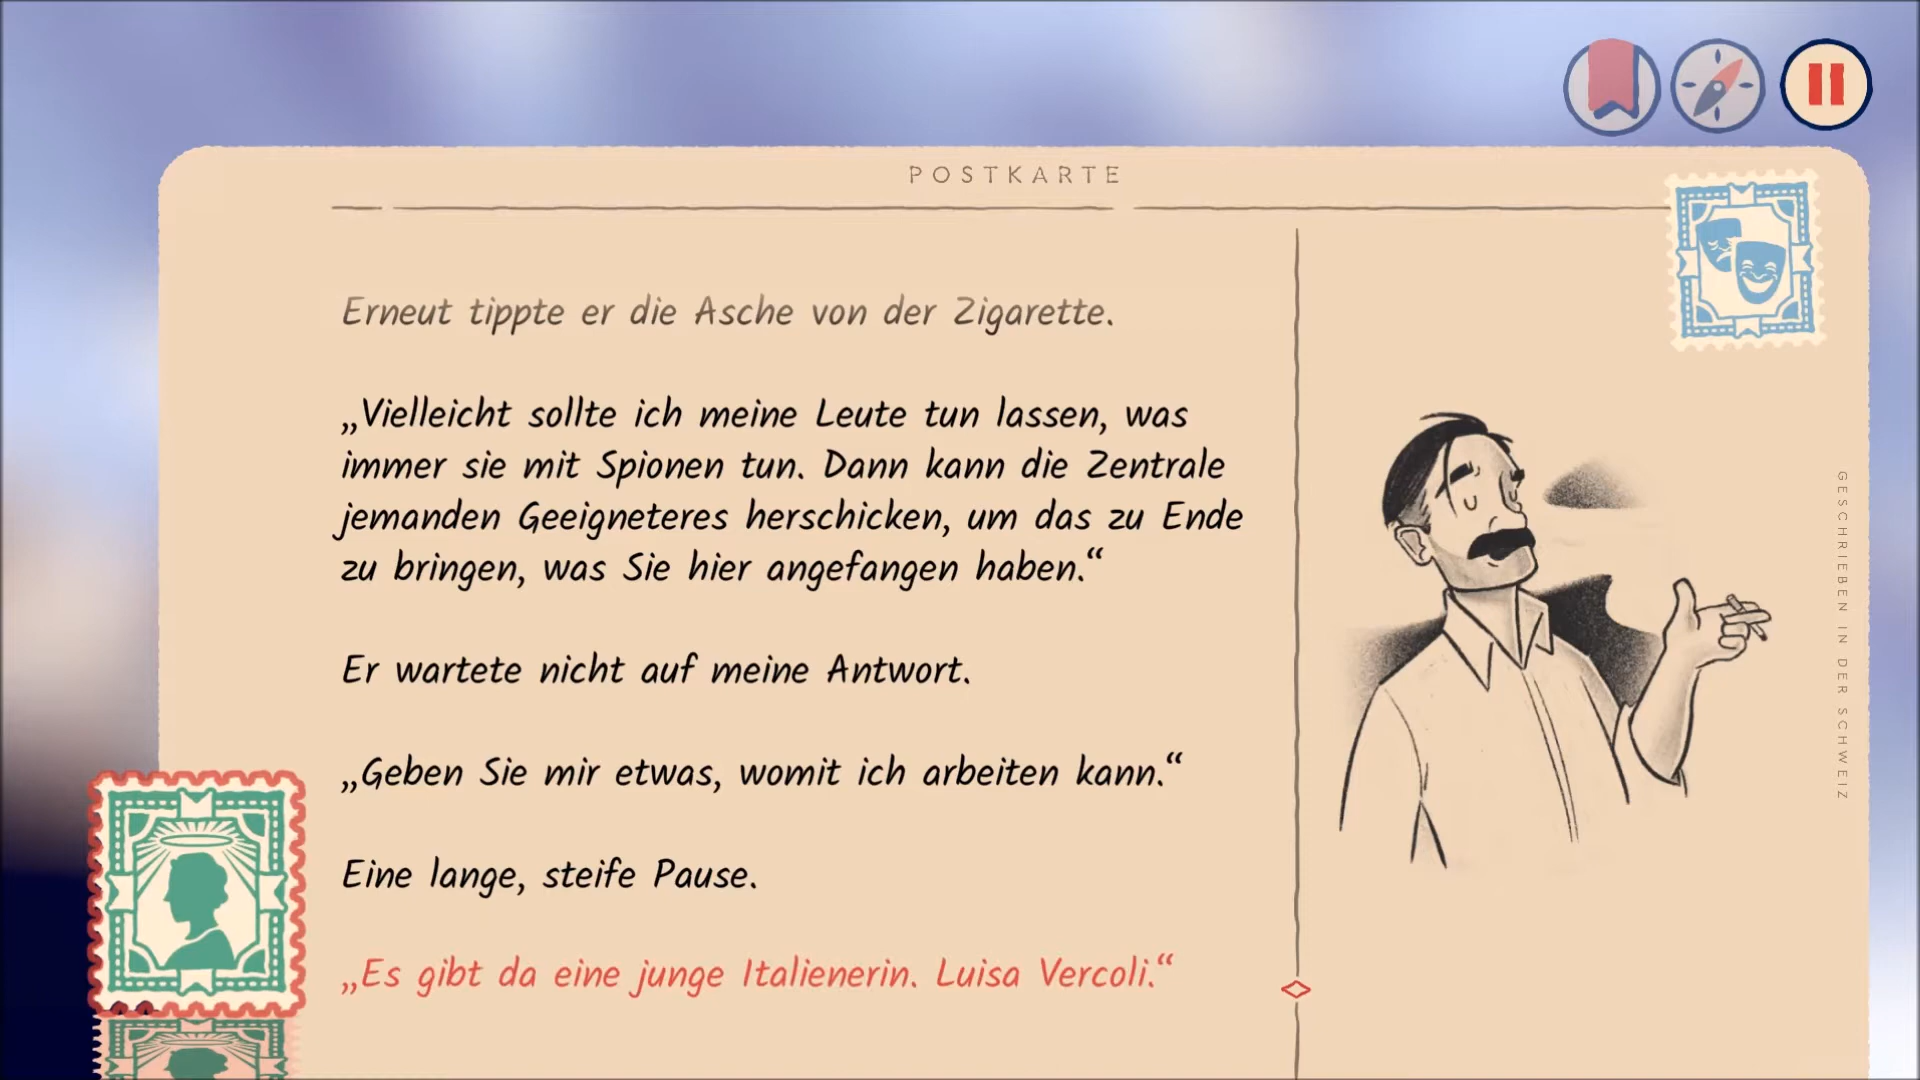 POSTKARTE
Erneut tippte er die Asche von der Zigarette.
„Vielleicht sollte ich meine Leute tun lassen, was
immer sie mit Spionen tun. Dann kann die Zentrale
jemanden Geeigneteres herschicken, um das zu Ende
zu bringen, was Sie hier angefangen haben.“
Er wartete nicht auf meine Antwort.
„Geben Sie mir etwas, womit ich arbeiten kann.“
Eine lange, steife Pause.
„Es gibt da eine junge Italienerin. Luisa Vercoli.“
GESCHRIEBEN IN DER SCHWEIZ